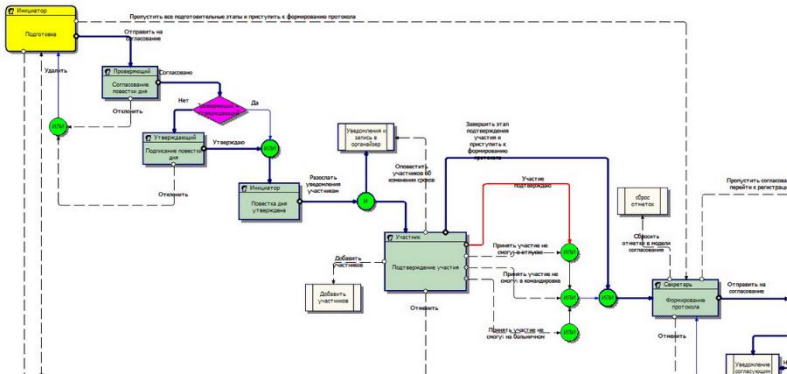 Инициатор
Подготовка
Пропустить все подготовительные этапы и приступить к формирование протокола
Отправить на
согласование
Удалить
Проверяющий
Согласование
повестки дня
Согласовано
Отклонить
Нет
Да
ИЛИ
Утверждающий
Подписание повестки
дня
Утверждаю
ИЛИ
Отклонить
Инициатор
Повестка дня
утверждена
Разослать
уведомления
участникам
И
Уведомления и
запись в
органайзер
Оповестить
участников об
изменении сроков
Завершить этап
подтверждения
участия и
приступить к
формированию
протокола
Участие
подтверждаю
Участник
Подтверждение участия
Добавить
участников
Добавить
участников
Отменить
Принять участие не
смогу: в отпуске
ИЛИ
Принять участие не
смогу: в командировке
ИЛИ
ИЛИ
Принять участие не
смогу: на больничном
ИЛИ
сброс
отметок
Сбросить
отметки в модели
согласования
Пропустить согласова
перейти к регистраци
Секретарь
Формирование
протокола
Отправить на
согласование
Отменить
Уведомление
согласующим